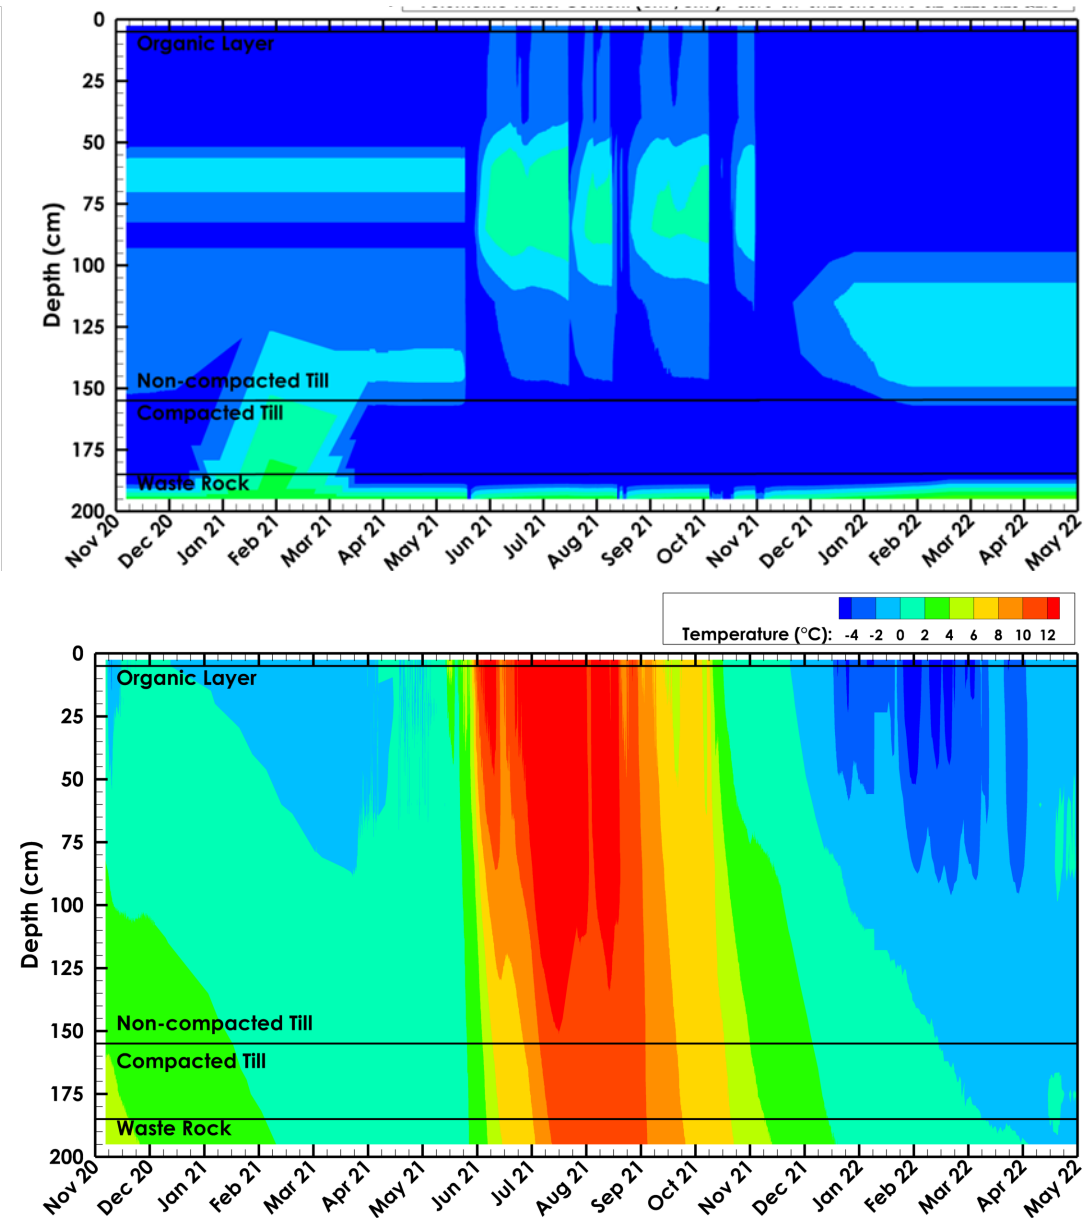 0
Organic Layer
25
50
75
100
125
Non-compacted Till
150
Compacted Till
175
Waste Rock
200
Depth (cm)
Nov 20 Dec 20 Jan 21 Feb 21 Mar 21 Apr 21 May 21 Jun 21 Jul 21 Aug 21 Sep 21 Oct 21 Nov 21 Dec 21 Jan 22 Feb 22 Mar 22 Apr 22 May 22
Temperature (°C): -4 -2 0 2 4 6 8 10 12
0
Organic Layer
25
50
75
100
125
Non-compacted Till
150
Compacted Till
175
Waste Rock
200
Depth (cm)
Nov 20 Dec 20 Jan 21 Feb 21 Mar 21 Apr 21 May 21 Jun 21 Jul 21 Aug 21 Sep 21 Oct 21 Nov 21 Dec 21 Jan 22 Feb 22 Mar 22 Apr 22 May 22